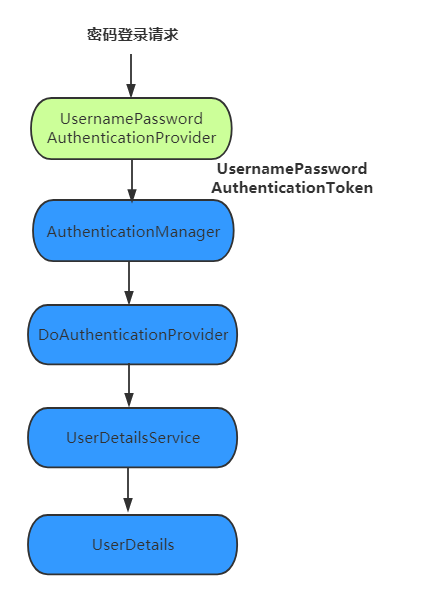 密码登录请求
UsernamePassword
AuthenticationProvider
UsernamePassword
AuthenticationToken
AuthenticationManager
DoAuthenticationProvider
UserDetailsService
UserDetails